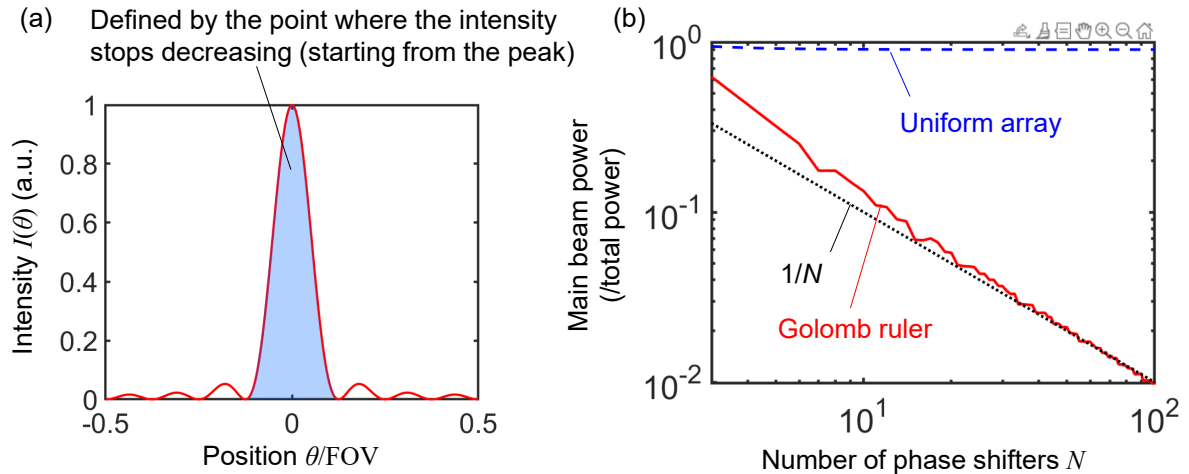 (a) Defined by the point where the intensity
stops decreasing (starting from the peak)
Intensity I(θ) (a.u.)
1
0.8
0.6
0.4
0.2
0
-0.5
0
0.5
Position θ/FOV
(b)
Main beam power
(/total power)
10^0
10^-1
10^-2
Uniform array
1/N
Golomb ruler
10^1
10^2
Number of phase shifters N